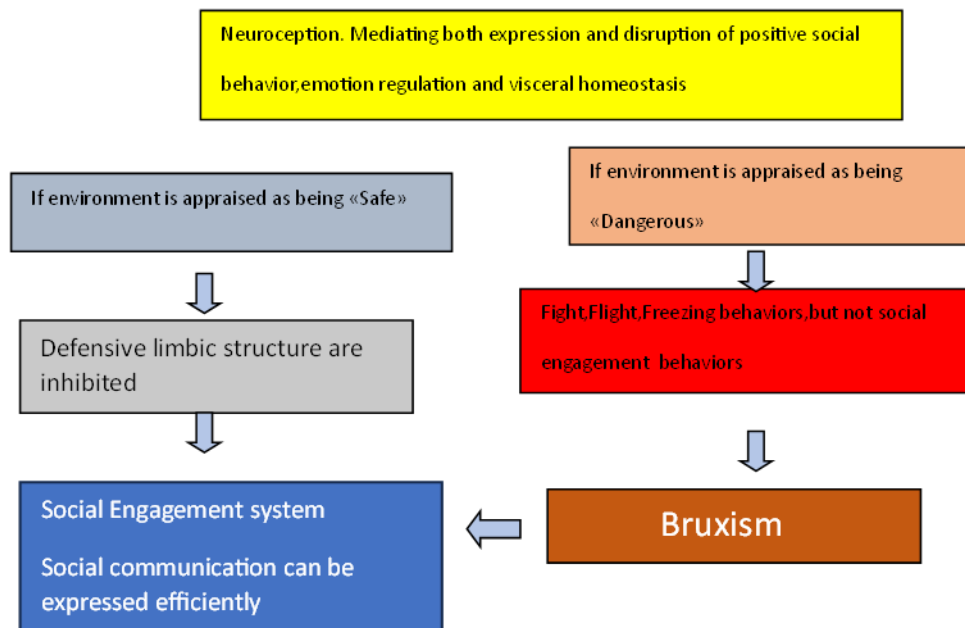 Neuroception. Mediating both expression and disruption of positive social
behavior,emotion regulation and visceral homeostasis
If environment is appraised as being «Safe»
If environment is appraised as being
«Dangerous»
Defensive limbic structure are
inhibited
Fight,Flight,Freezing behaviors,but not social
engagement behaviors
Social Engagement system
Social communication can be
expressed efficiently
Bruxism